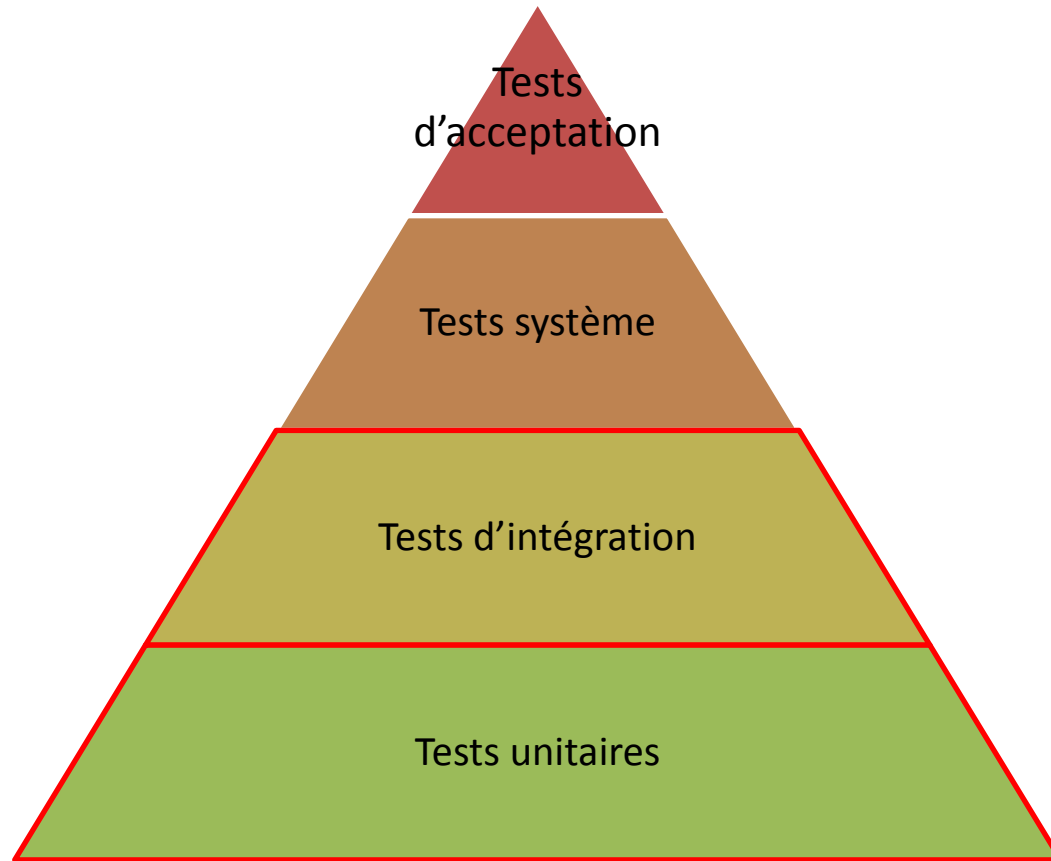 Tests
d’acceptation
Tests système
Tests d’intégration
Tests unitaires